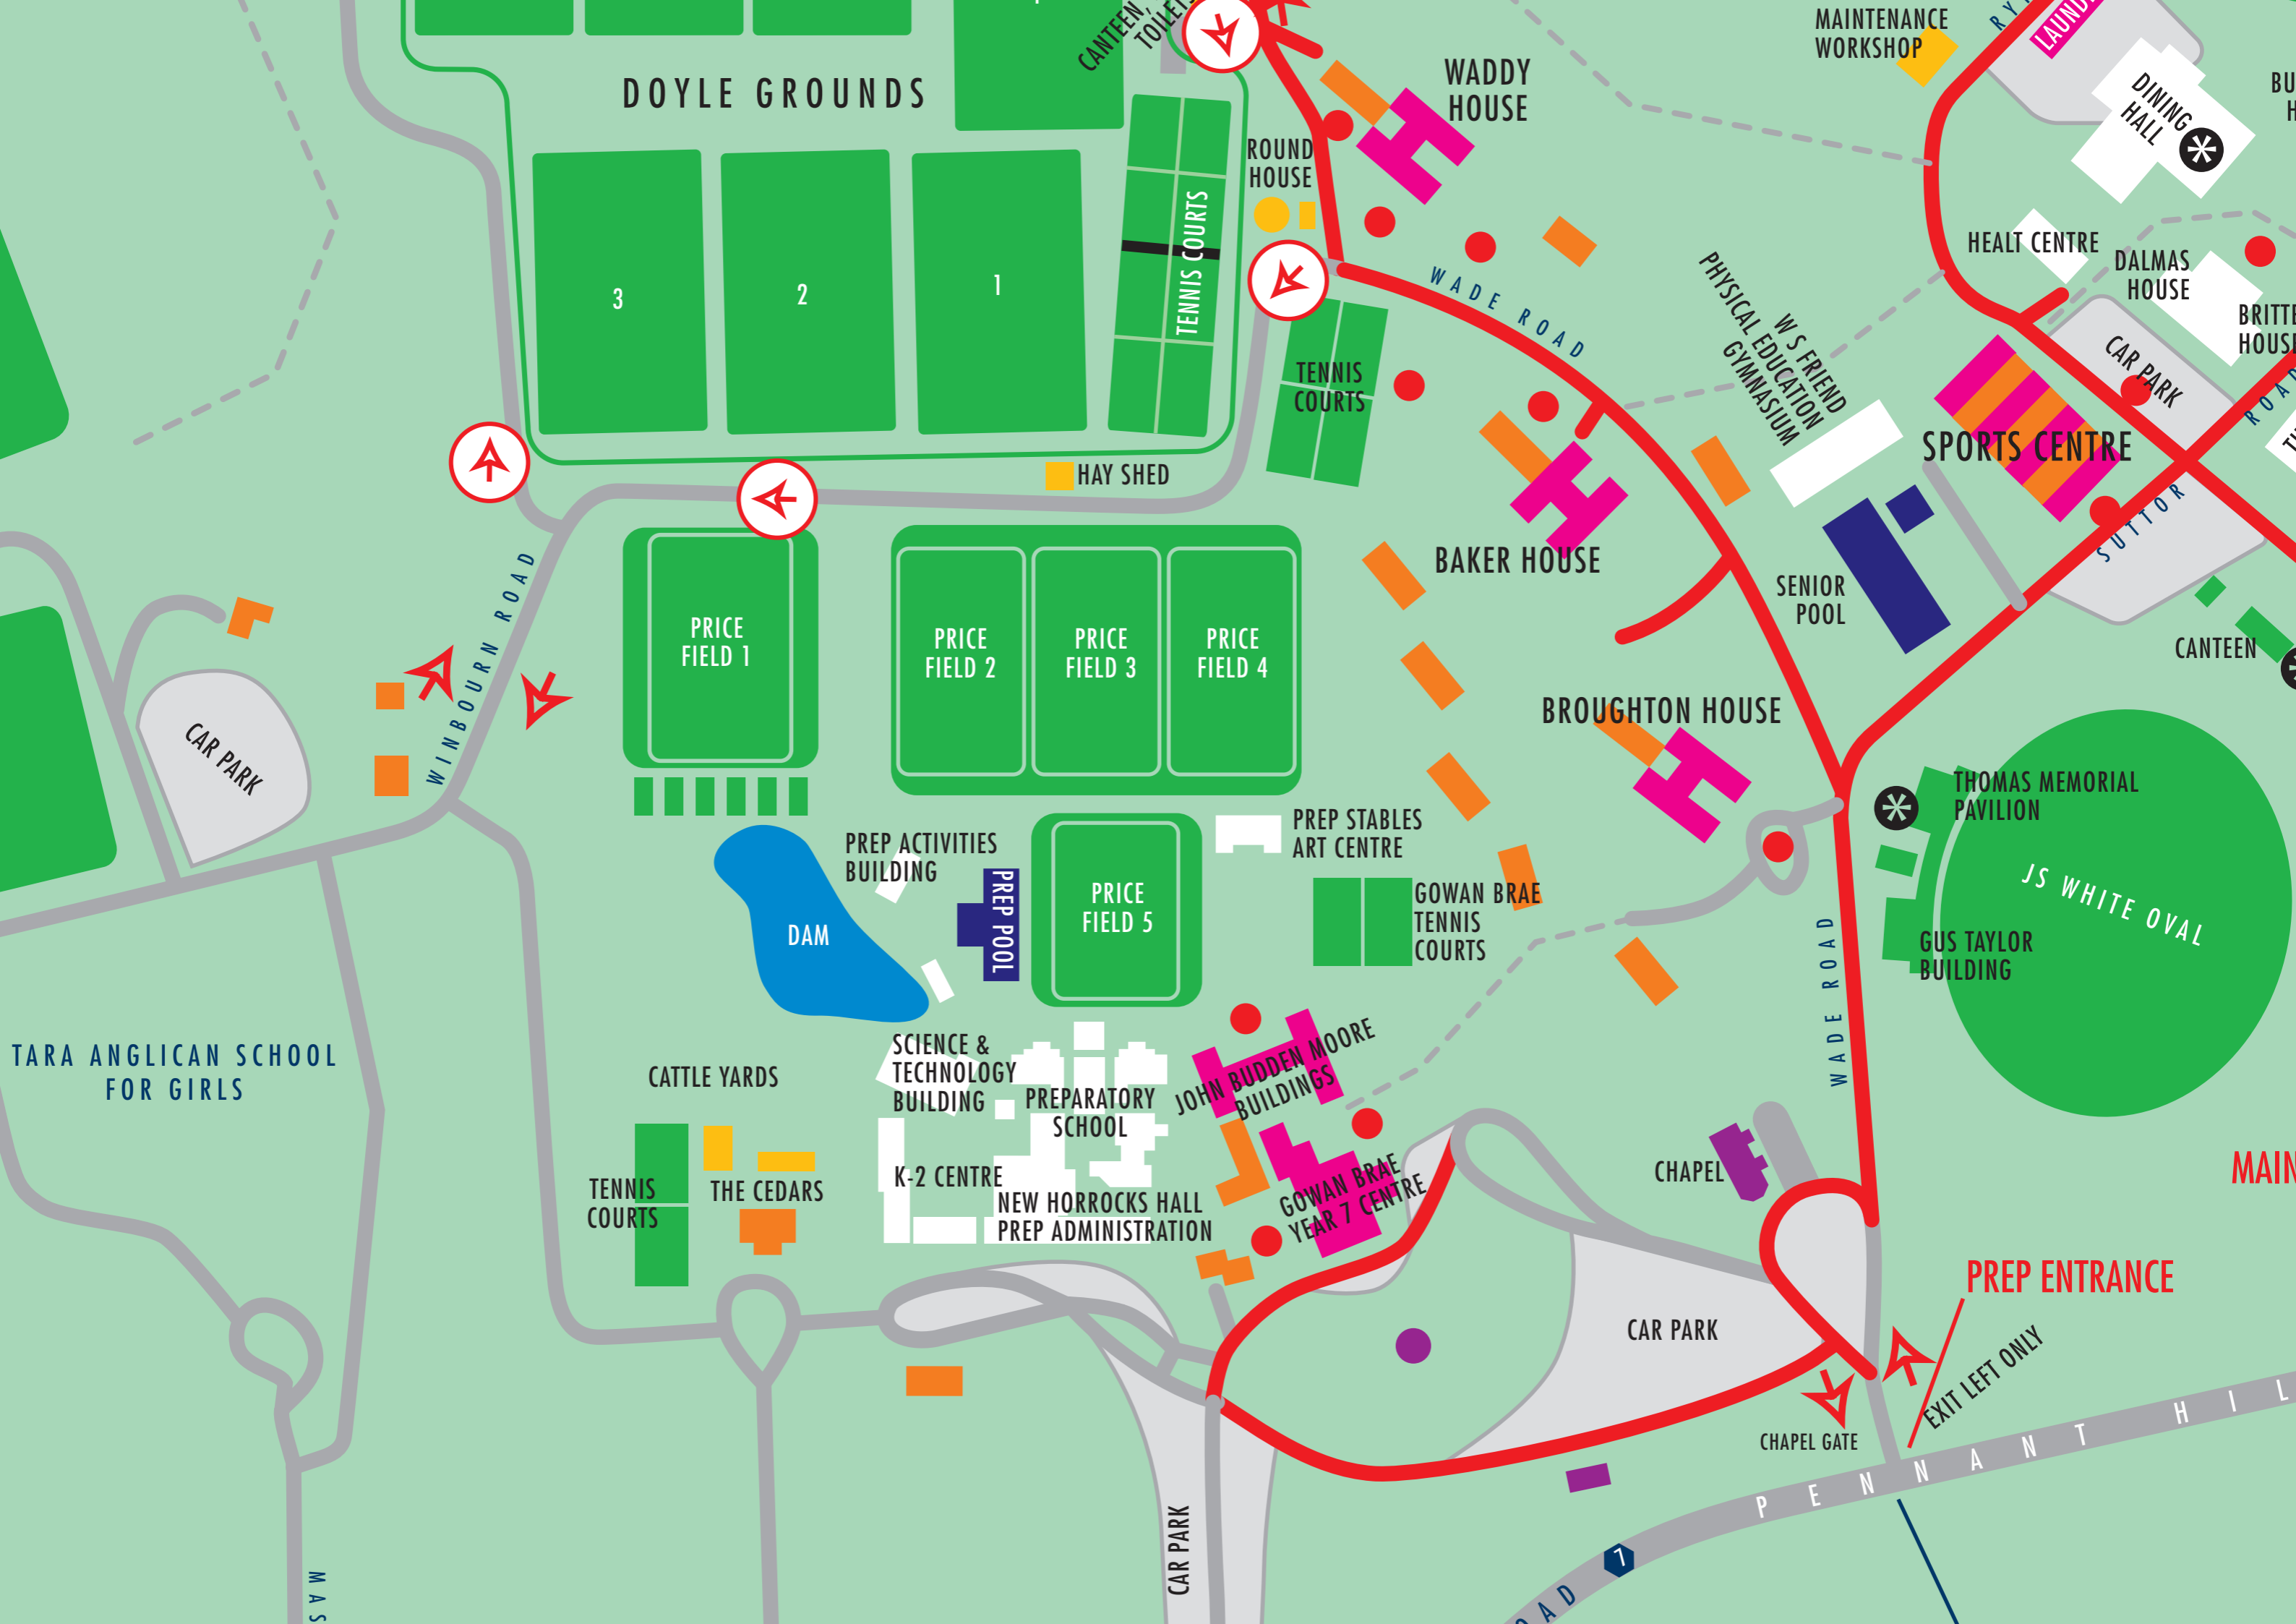 CANTEEN,
TOILETS
MAINTENANCE
WORKSHOP
DOYLE GROUNDS
WADDY
HOUSE
DINING
HALL
ROUND
HOUSE
TENNIS COURTS
3
2
1
HEALT CENTRE
DALMAS
HOUSE
WADE ROAD
W S FRIEND
PHYSICAL EDUCATION
GYMNASIUM
CAR PARK
TENNIS
COURTS
SPORTS CENTRE
ROAD
SUTTOR
HAY SHED
BAKER HOUSE
SENIOR
POOL
WINBOURN ROAD
PRICE
FIELD 1
PRICE
FIELD 2
PRICE
FIELD 3
PRICE
FIELD 4
CANTEEN
BROUGHTON HOUSE
CAR PARK
THOMAS MEMORIAL
PAVILION
PREP ACTIVITIES
BUILDING
PREP STABLES
ART CENTRE
PREP POOL
PRICE
FIELD 5
GOWAN BRAE
TENNIS
COURTS
JS WHITE OVAL
DAM
GUS TAYLOR
BUILDING
WADE ROAD
TARA ANGLICAN SCHOOL
FOR GIRLS
SCIENCE &
TECHNOLOGY
BUILDING
CATTLE YARDS
PREPARATORY
SCHOOL
JOHN BUDDEN MOORE
BUILDINGS
TENNIS
COURTS
THE CEDARS
K-2 CENTRE
NEW HORROCKS HALL
PREP ADMINISTRATION
GOWAN BRAE
YEAR 7 CENTRE
CHAPEL
MAIN
PREP ENTRANCE
CAR PARK
EXIT LEFT ONLY
CHAPEL GATE
PENNANT HIL
CAR PARK
7
OAD
MAS